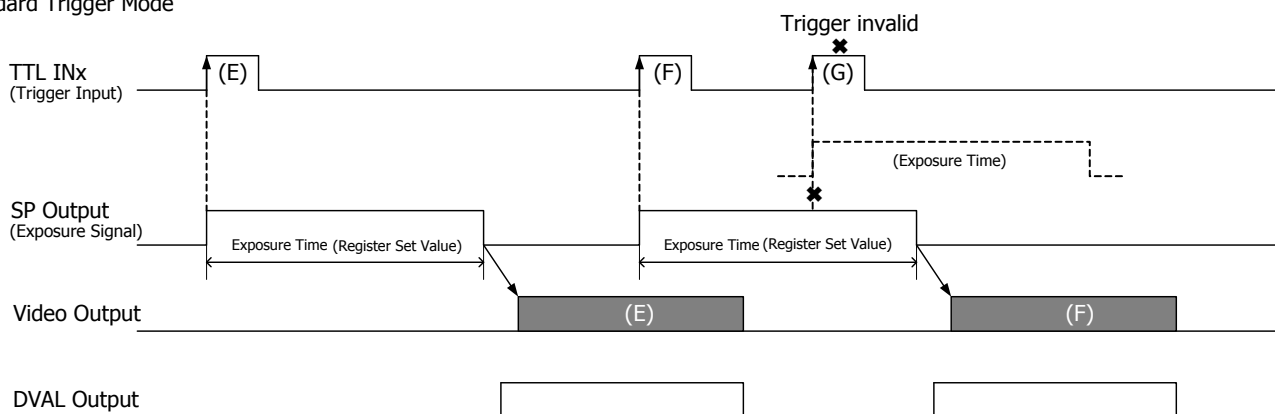 dard Trigger Mode
Trigger invalid
TTL INx
(Trigger Input)
(E)
(F)
(G)
(Exposure Time)
SP Output
(Exposure Signal)
Exposure Time (Register Set Value)
Exposure Time (Register Set Value)
Video Output
(E)
(F)
DVAL Output